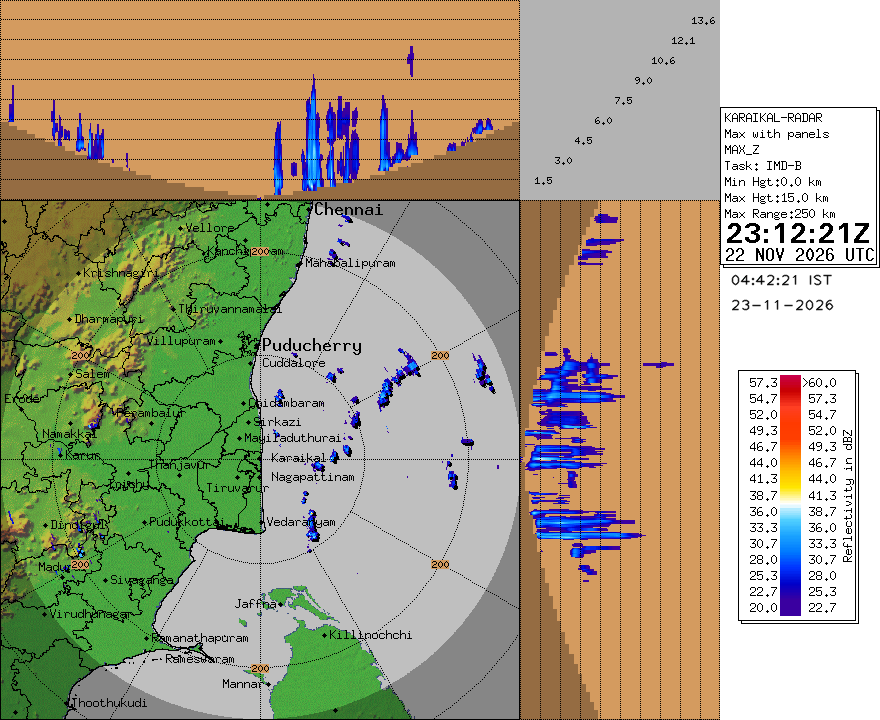 13.6
12.1
10.6
9.0
7.5
6.0
4.5
3.0
1.5
KARAIKAL-RADAR
Max with panels
MAX_Z
Task: IMD-B
Min Hgt:0.0 km
Max Hgt:15.0 km
Max Range:250 km
23:12:21Z
22 NOV 2026 UTC
04:42:21 IST
23-11-2026
Chennai
Vellore
200
Mahabalipuram
Krishnagiri
Thiruvannamalai
Dharmapuri
Villupuram
Puducherry
200
200
Cuddalore
Salem
Chidambaram
Perambalur
Sirkazi
Namakkal
Mayiladuthurai
Karur
Karaikal
Thanjavur
Nagapattinam
Tiruvarur
Pudukkottai
Vedaranyam
200
200
Sivaganga
Jaffna
Virudhunagar
Killinochchi
Ramanathapuram
Rameswaram
200
Mannar
Thoothukudi
57.3 >60.0
54.7 57.3
52.0 54.7
49.3 52.0
46.7 49.3
44.0 46.7
41.3 44.0
38.7 41.3
36.0 38.7
33.3 36.0
30.7 33.3
28.0 30.7
25.3 28.0
22.7 25.3
20.0 22.7
Reflectivity in dBZ